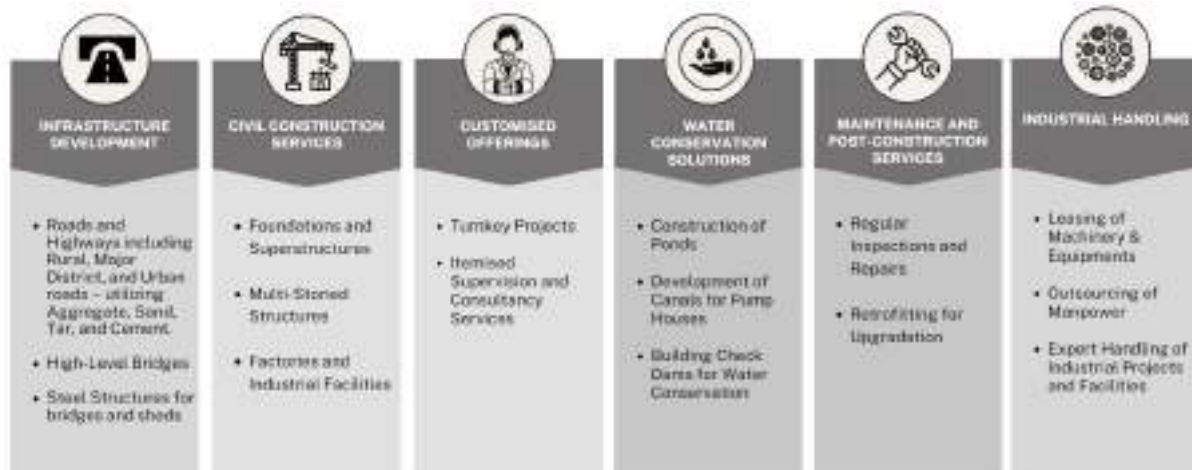 INFRASTRUCTURE
DEVELOPMENT
Roads and
Highways including
Rural, Major
District, and Urban
roads – utilizing
Aggregate, Sand,
Tar, and Cement.
High-Level Bridges
Steel Structures for
bridges and sheds
CIVIL CONSTRUCTION
SERVICES
Foundations and
Superstructures
Multi-Storied
Structures
Factories and
Industrial Facilities
CUSTOMISED
OFFERINGS
Turnkey Projects
Itemised
Supervision and
Consultancy
Services
WATER
CONSERVATION
SOLUTIONS
Construction of
Ponds
Development of
Canals for Pump
Houses
Building Check
Dams for Water
Conservation
MAINTENANCE AND
POST-CONSTRUCTION
SERVICES
Regular
Inspections and
Repairs
Retrofitting for
Upgradation
INDUSTRIAL HANDLING
Leasing of
Machinery &
Equipments
Outsourcing of
Manpower
Expert Handling of
Industrial Projects
and Facilities